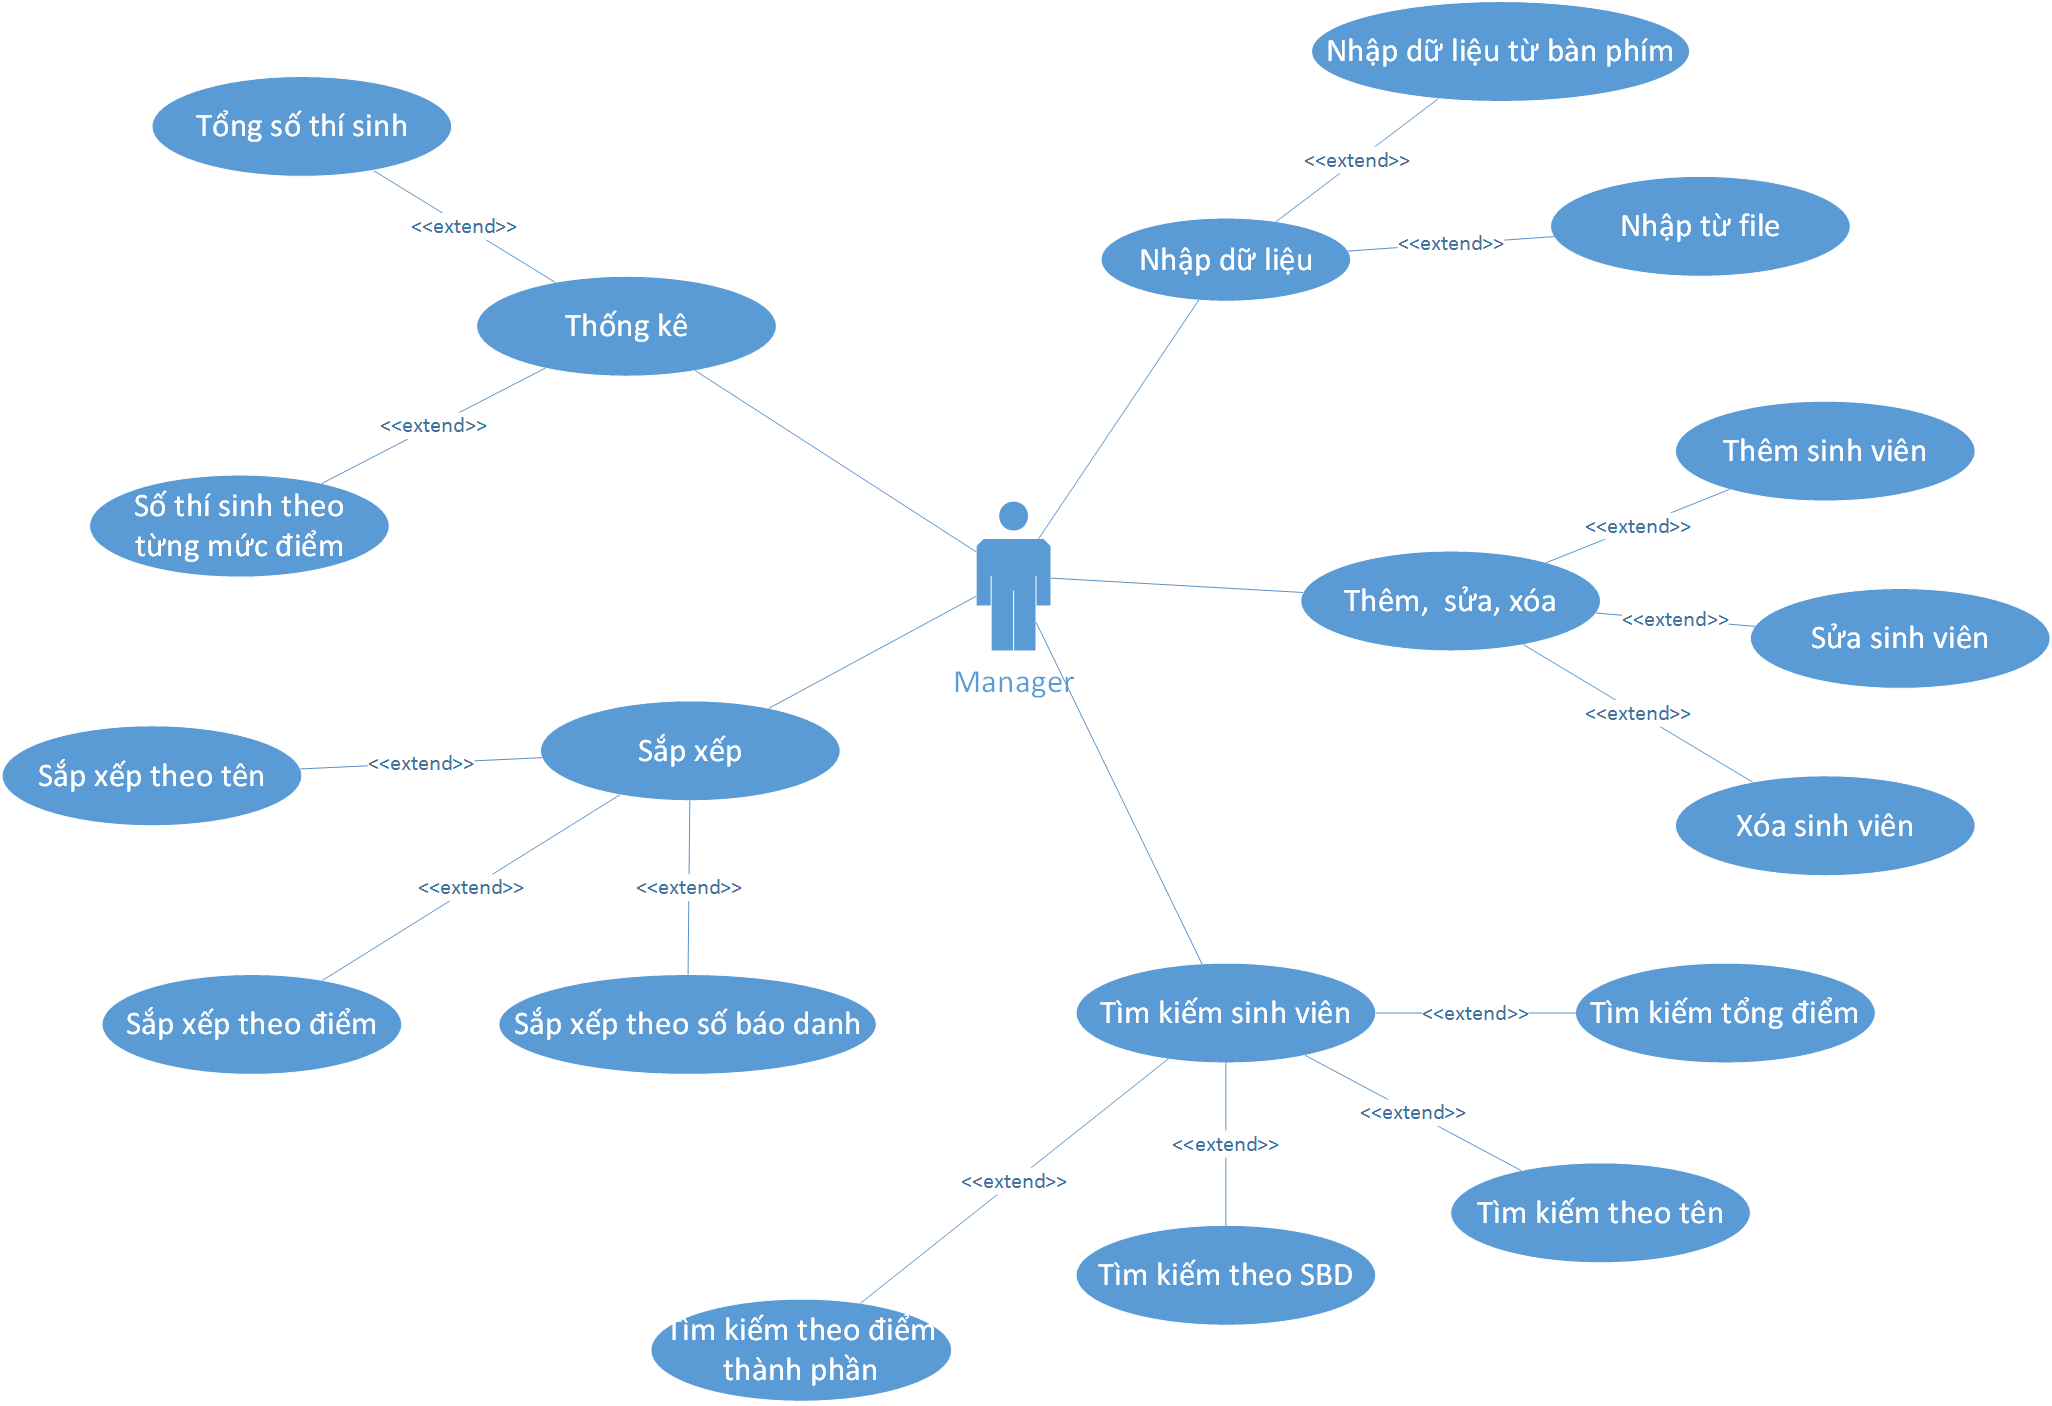 Nhập dữ liệu từ bàn phím
Tổng số thí sinh
<<extend>>
Nhập từ file
<<extend>>
<<extend>>
Nhập dữ liệu
Thống kê
<<extend>>
Thêm sinh viên
Số thí sinh theo
từng mức điểm
<<extend>>
Thêm,  sửa, xóa
<<extend>>
Sửa sinh viên
Manager
<<extend>>
Sắp xếp
<<extend>>
Sắp xếp theo tên
Xóa sinh viên
<<extend>>
<<extend>>
Sắp xếp theo điểm
Sắp xếp theo số báo danh
Tìm kiếm sinh viên
<<extend>>
Tìm kiếm tổng điểm
<<extend>>
<<extend>>
<<extend>>
Tìm kiếm theo tên
Tìm kiếm theo SBD
Tìm kiếm theo điểm
thành phần